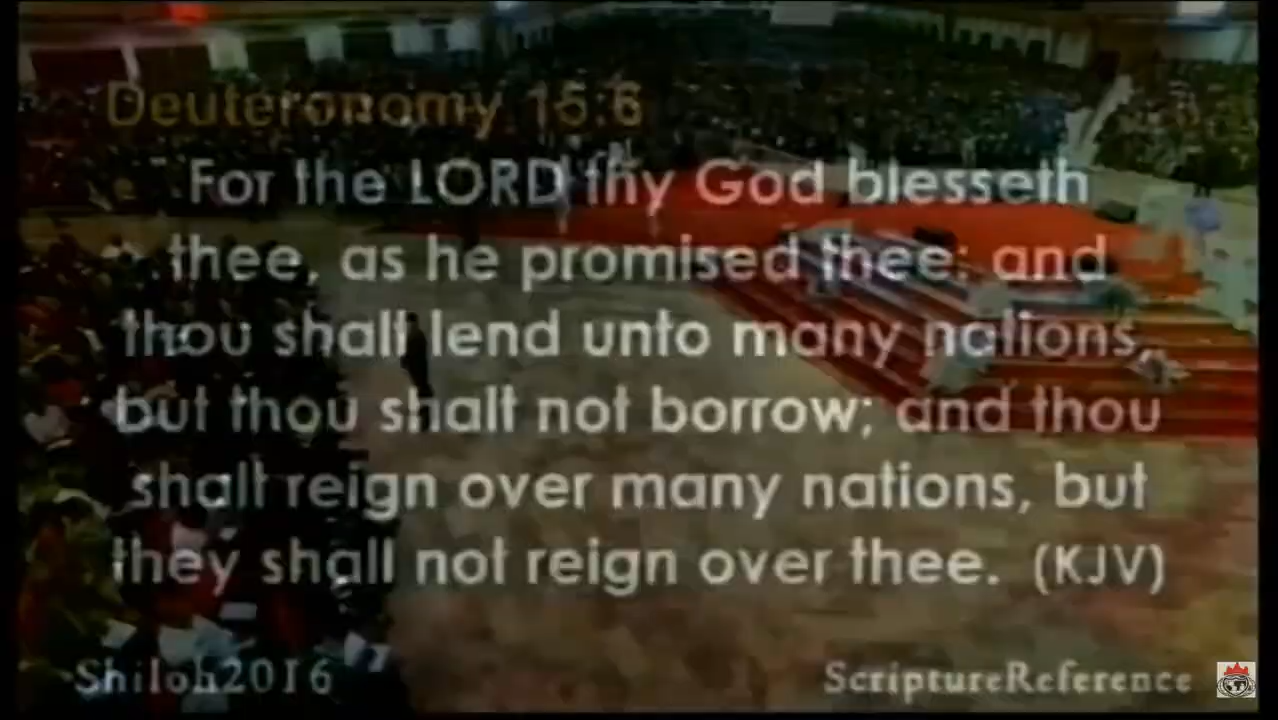 Deuteronomy 15:6
For the LORD thy God blesseth
thee, as he promised thee: and
thou shalt lend unto many nations,
but thou shalt not borrow; and thou
shalt reign over many nations, but
they shall not reign over thee. (KJV)
Shiloh2016
ScriptureReference